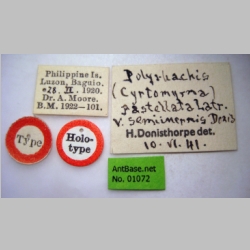 Philippine Is.
Luzon, Baguio.
28. II. 1920.
Dr. A. Moore.
B.M. 1922—101.
Polyrhachis
(Cyrtomyrma)
rastellata Latr.
v. semiinermis Donis
H. Donisthorpe det.
10. VI. 41.
Type
Holo-
type
AntBase.net
No. 01072